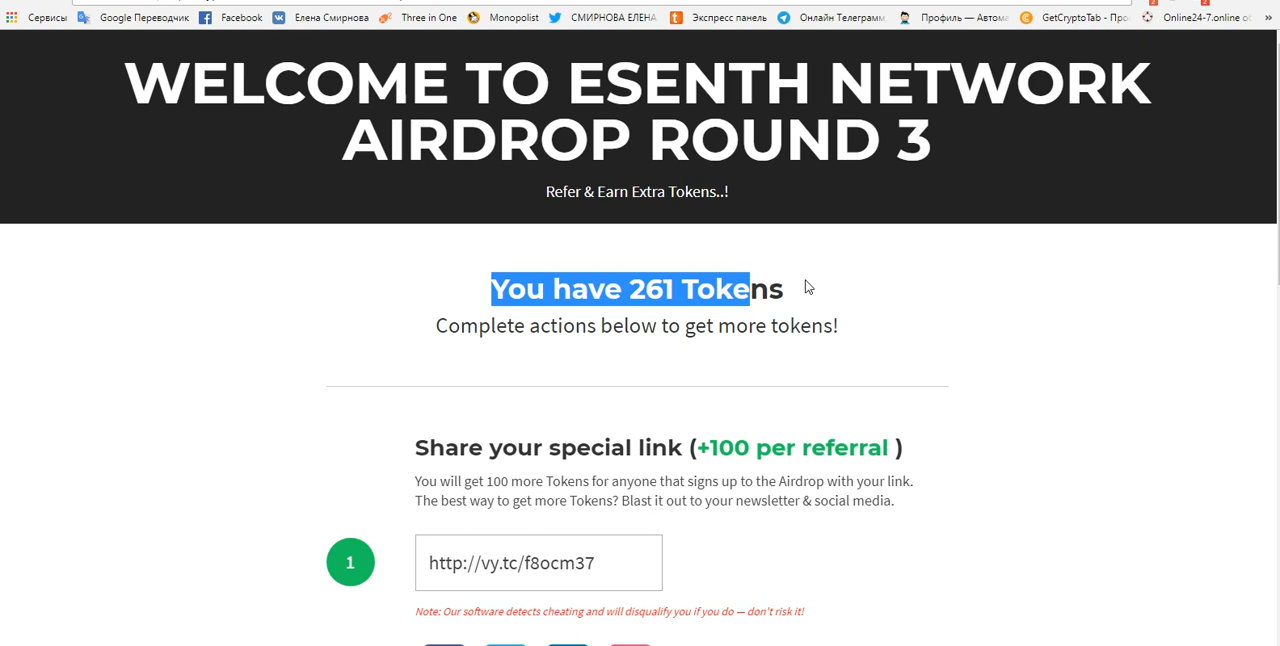 Сервисы Google Переводчик Facebook Елена Смирнова Three in One Monopolist СМИРНОВА ЕЛЕНА Экспресс панель Онлайн Телеграмм Профиль — Автома GetCryptoTab - Про Online24-7.online о »
WELCOME TO ESENTH NETWORK
AIRDROP ROUND 3
Refer & Earn Extra Tokens..!
You have 261 Tokens
Complete actions below to get more tokens!
Share your special link (+100 per referral )
You will get 100 more Tokens for anyone that signs up to the Airdrop with your link.
The best way to get more Tokens? Blast it out to your newsletter & social media.
1
http://vy.tc/f8ocm37
Note: Our software detects cheating and will disqualify you if you do — don't risk it!